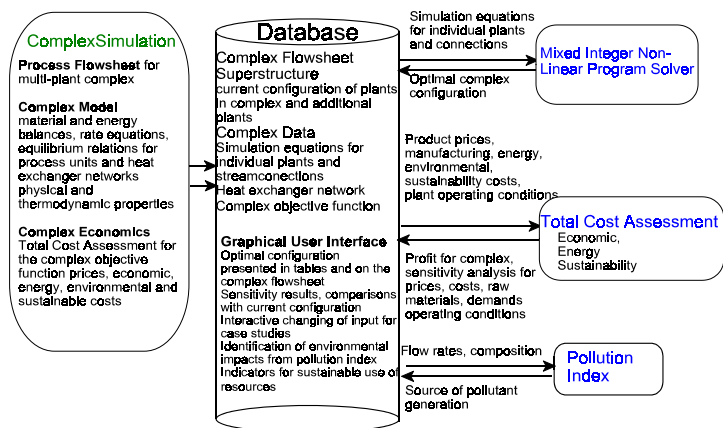 ComplexSimulation
Process Flowsheet for
multi-plant complex
Complex Model
material and energy
balances, rate equations,
equilibrium relations for
process units and heat
exchanger networks
physical and
thermodynamic properties
Complex Economics
Total Cost Assessment for
the complex objective
function prices, economic,
energy, environmental and
sustainable costs
Database
Complex Flowsheet
Superstructure
current configuration of plants
in complex and additional
plants
Complex Data
Simulation equations for
individual plants and
streamconections
Heat exchanger network
Complex objective function
Graphical User Interface
Optimal configuration
presented in tables and on the
complex flowsheet
Sensitivity results, comparisons
with current configuration
Interactive changing of input for
case studies
Identification of environmental
impacts from pollution index
Indicators for sustainable use of
resources
Simulation equations
for individual plants
and connections
Optimal complex
configuration
Mixed Integer Non-
Linear Program Solver
Product prices,
manufacturing, energy,
environmental,
sustainability costs,
plant operating conditions
Total Cost Assessment
Economic,
Energy
Sustainability
Profit for complex,
sensitivity analysis for
prices, costs, raw
materials, demands
operating conditions
Flow rates, composition
Pollution
Index
Source of pollutant
generation